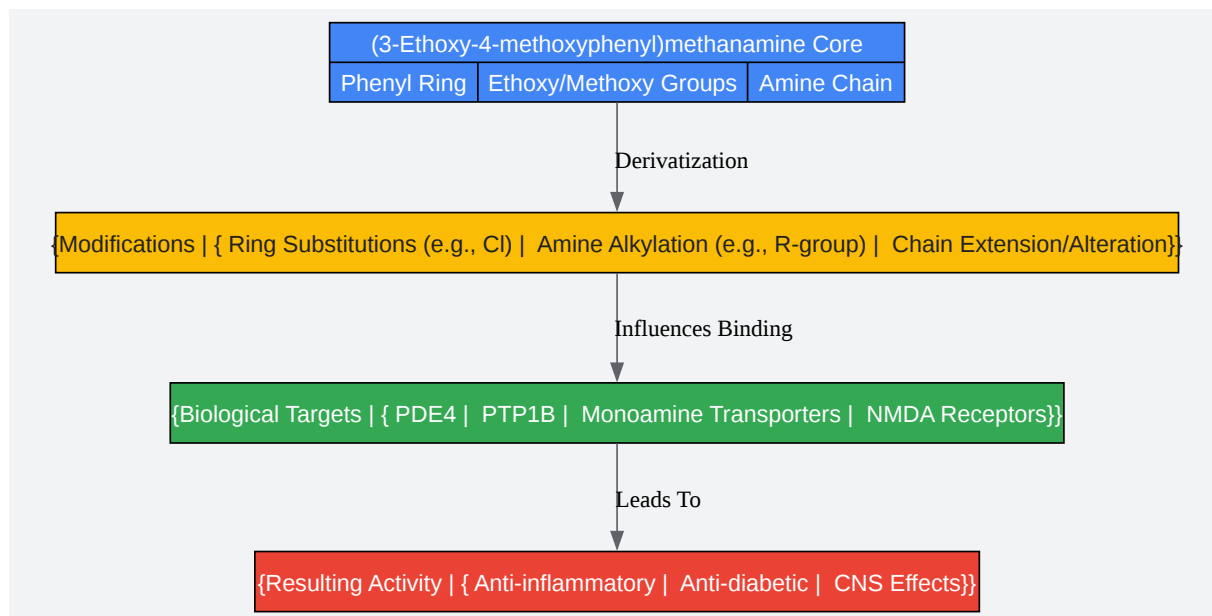 (3-Ethoxy-4-methoxyphenyl)methanamine Core
Phenyl Ring Ethoxy/Methoxy Groups Amine Chain
Derivatization
{Modifications | { Ring Substitutions (e.g., Cl) | Amine Alkylation (e.g., R-group) | Chain Extension/Alteration}}
Influences Binding
{Biological Targets | { PDE4 | PTP1B | Monoamine Transporters | NMDA Receptors}}
Leads To
{Resulting Activity | { Anti-inflammatory | Anti-diabetic | CNS Effects}}